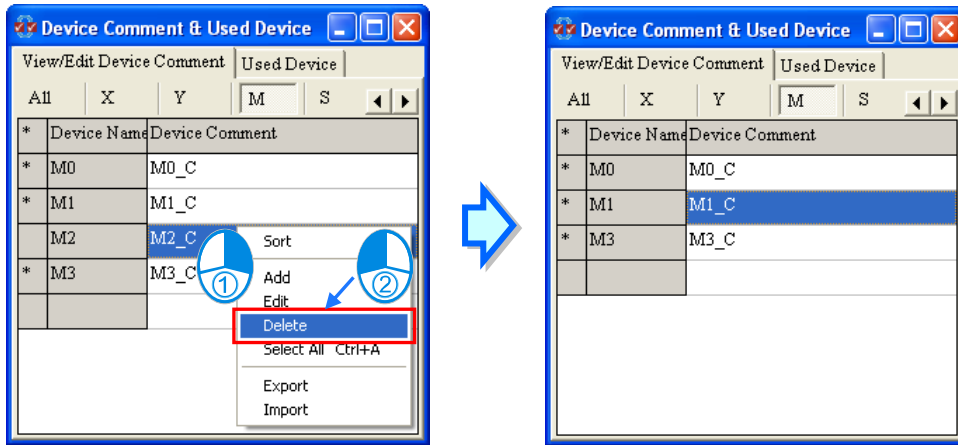 Device Comment & Used Device
View/Edit Device Comment Used Device
All X Y M S
* Device Name Device Comment
* M0 M0_C
* M1 M1_C
M2 M2_C
* M3 M3_C
Sort
Add
Edit
Delete
Select All Ctrl+A
Export
Import
1
2
Device Comment & Used Device
View/Edit Device Comment Used Device
All X Y M S
* Device Name Device Comment
* M0 M0_C
* M1 M1_C
* M3 M3_C